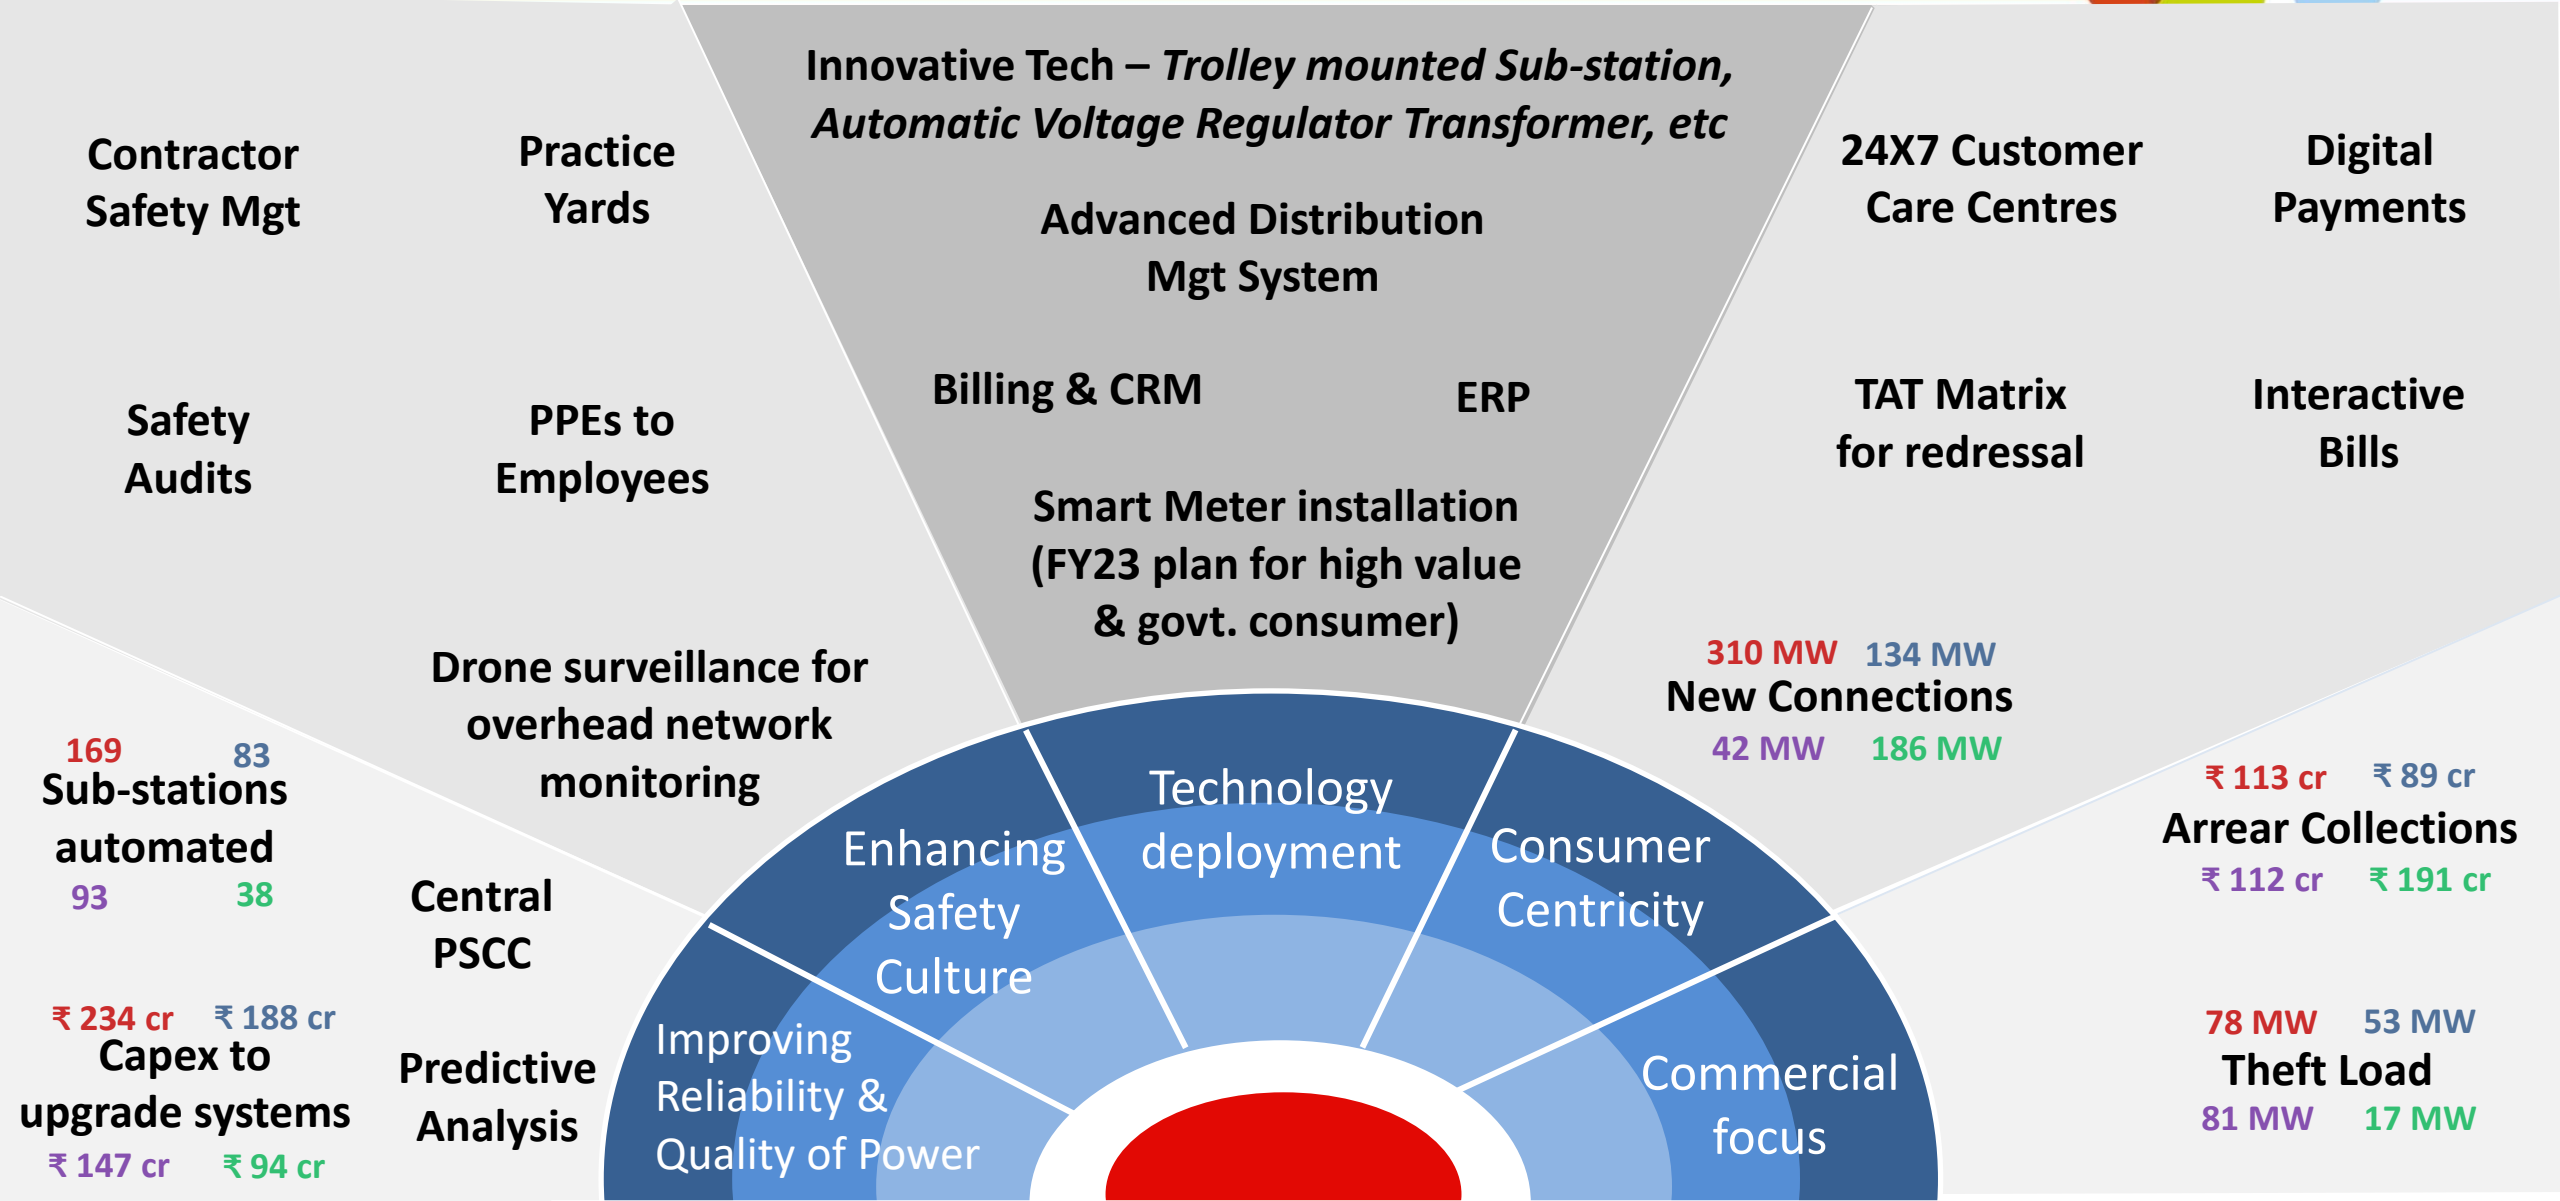 Innovative Tech – Trolley mounted Sub-station,
Automatic Voltage Regulator Transformer, etc
Advanced Distribution
Mgt System
Billing & CRM
ERP
Smart Meter installation
(FY23 plan for high value
& govt. consumer)
Contractor
Safety Mgt
Practice
Yards
Safety
Audits
PPEs to
Employees
Drone surveillance for
overhead network
monitoring
24X7 Customer
Care Centres
Digital
Payments
TAT Matrix
for redressal
Interactive
Bills
310 MW 134 MW
New Connections
42 MW 186 MW
169 83
Sub-stations
automated
93 38
Central
PSCC
₹ 234 cr ₹ 188 cr
Capex to
upgrade systems
₹ 147 cr ₹ 94 cr
Predictive
Analysis
₹ 113 cr ₹ 89 cr
Arrear Collections
₹ 112 cr ₹ 191 cr
78 MW 53 MW
Theft Load
81 MW 17 MW
Improving
Reliability &
Quality of Power
Enhancing
Safety
Culture
Technology
deployment
Consumer
Centricity
Commercial
focus